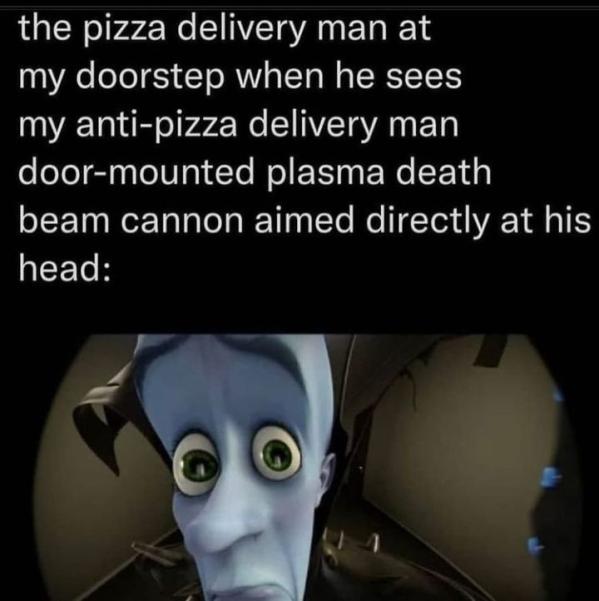 the pizza delivery man at
my doorstep when he sees
my anti-pizza delivery man
door-mounted plasma death
beam cannon aimed directly at his
head: